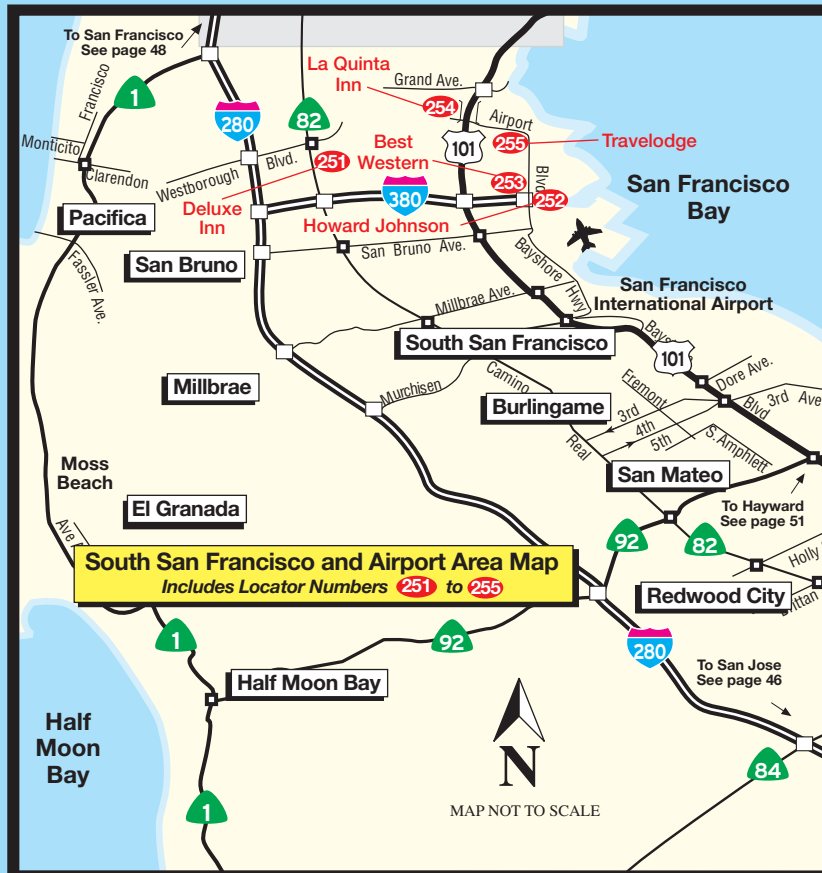 To San Francisco
See page 48
La Quinta
Inn
Grand Ave.
254
Airport
255
Travelodge
Francisco
1
280
82
101
Best
Western
253
Blvd
252
Monticito
Clarendon
Westborough Blvd.
251
Deluxe
Inn
380
Howard Johnson
San Francisco
Bay
Pacifica
San Bruno
San Bruno Ave.
Fassler Ave.
Bayshore Hwy
San Francisco
International Airport
Millbrae Ave.
South San Francisco
101
Dore Ave.
Millbrae
Murchisen
Camino
Real
Burlingame
Fremont
3rd
4th
5th
Blvd
3rd Ave
S. Amphlett
San Mateo
Moss
Beach
El Granada
To Hayward
See page 51
92
82
Holly
South San Francisco and Airport Area Map
Includes Locator Numbers 251 to 255
Redwood City
1
92
280
Half Moon Bay
To San Jose
See page 46
Half
Moon
Bay
N
84
MAP NOT TO SCALE
1